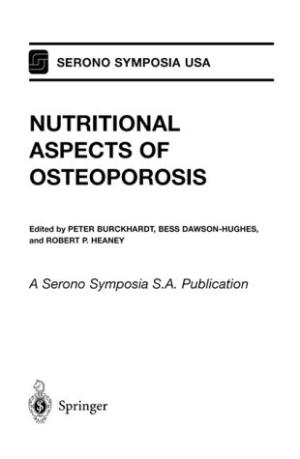 SERONO SYMPOSIA USA
NUTRITIONAL
ASPECTS OF
OSTEOPOROSIS
Edited by PETER BURCKHARDT, BESS DAWSON-HUGHES,
and ROBERT P. HEANEY
A Serono Symposia S.A. Publication
Springer